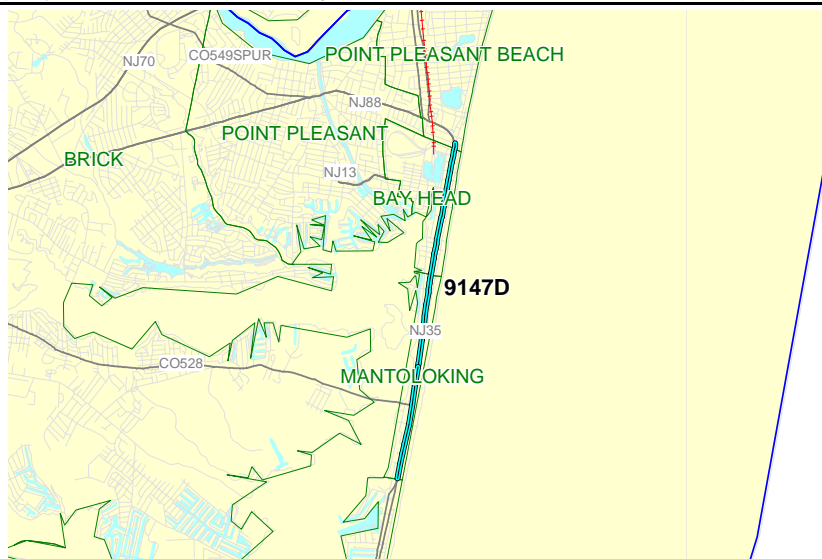 POINT PLEASANT BEACH
CO549SPUR
NJ70
NJ88
POINT PLEASANT
BRICK
NJ13
BAY HEAD
9147D
NJ35
CO528
MANTOLOKING